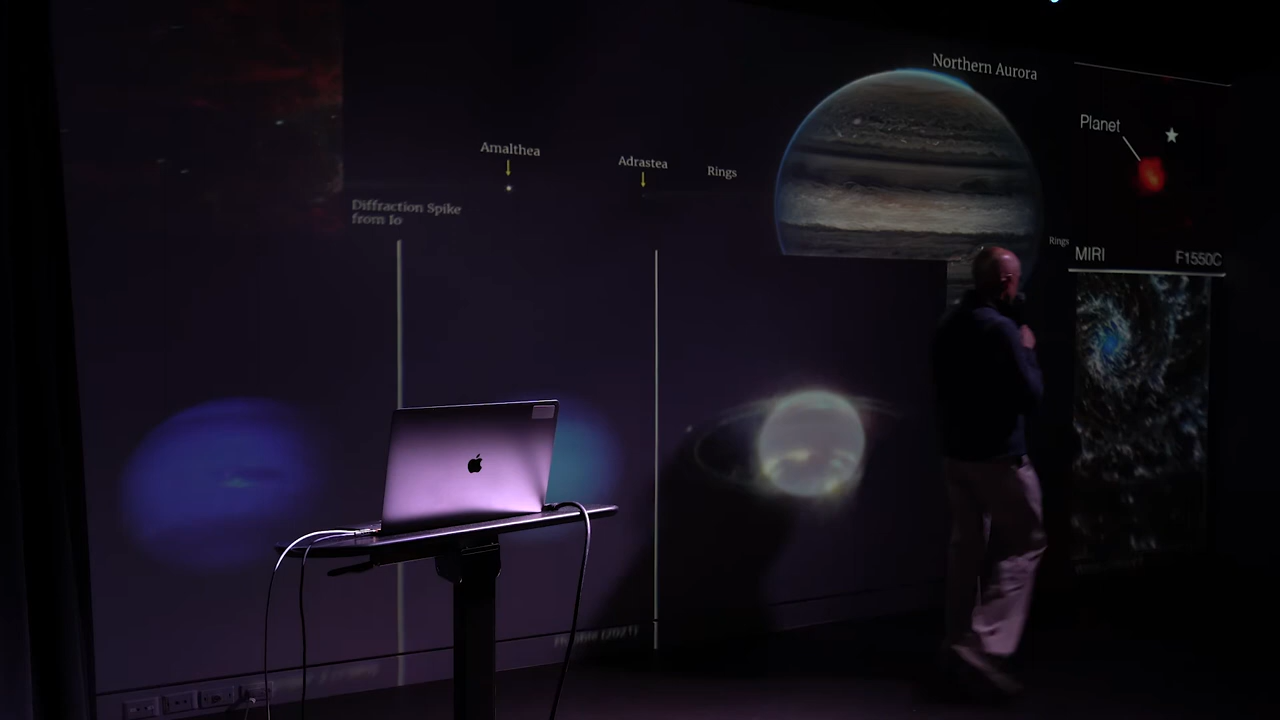 Northern Aurora
Planet
Amalthea
Adrastea
Rings
Diffraction Spike
from Io
Rings
MIRI
F1550C